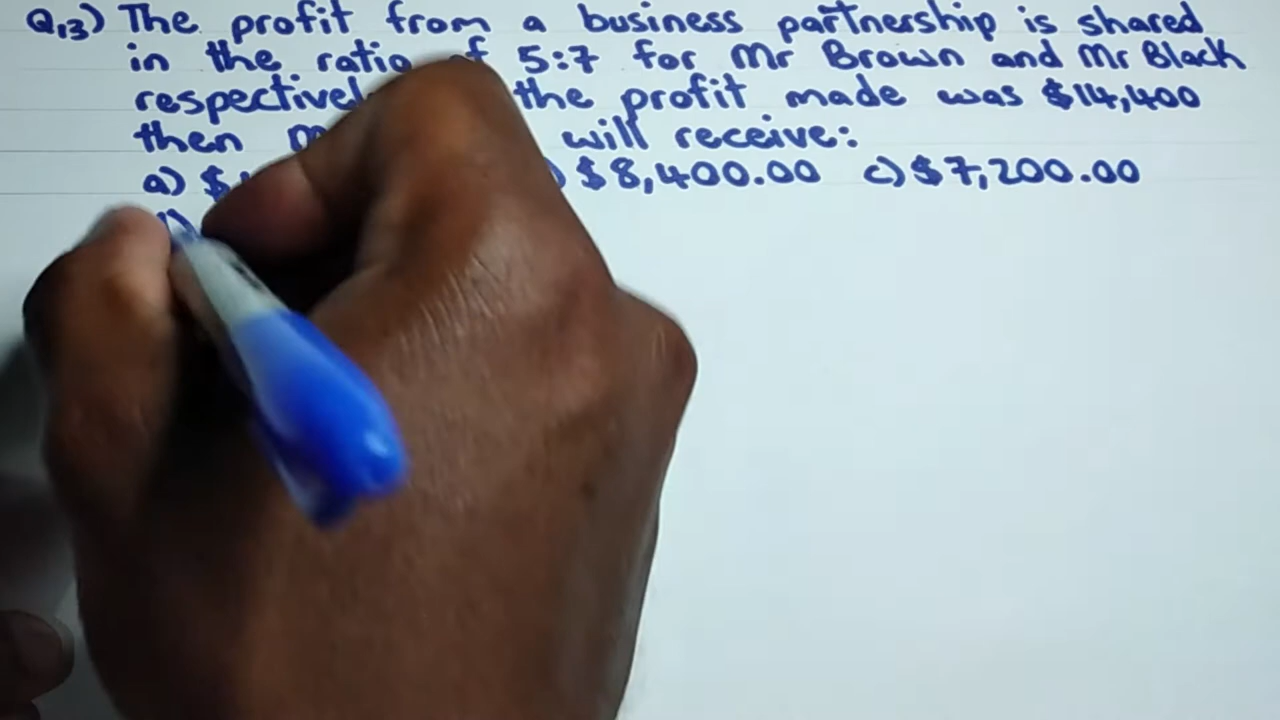 Q13) The profit from a business partnership is shared
in the ratio of 5:7 for Mr Brown and Mr Black
the profit made was $14,400
then will receive:
a) $ $8,400.00 c) $7,200.00